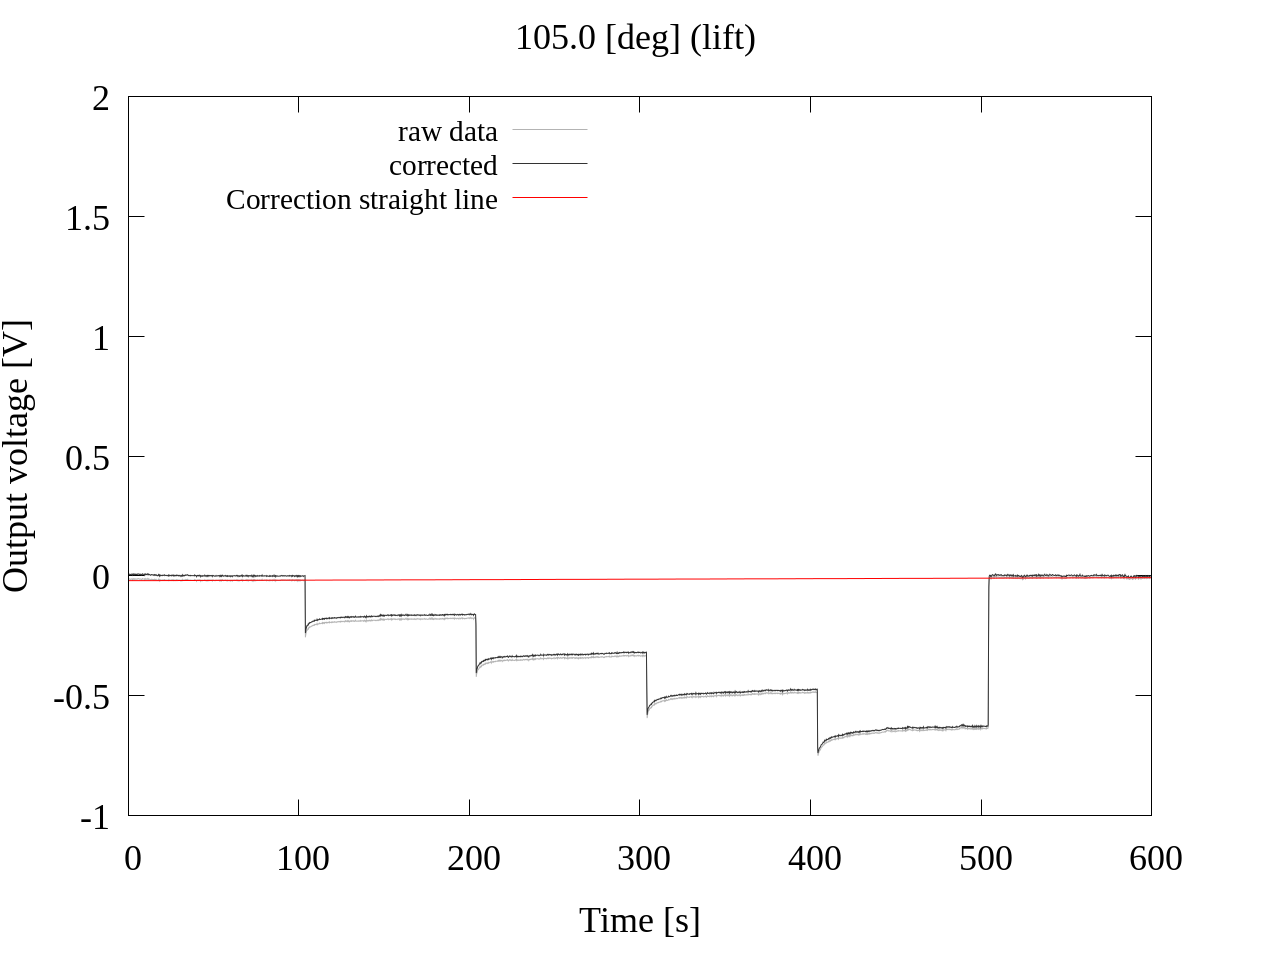 105.0 [deg] (lift)
2
1.5
1
0.5
0
-0.5
-1
raw data
corrected
Correction straight line
Output voltage [V]
0 100 200 300 400 500 600
Time [s]